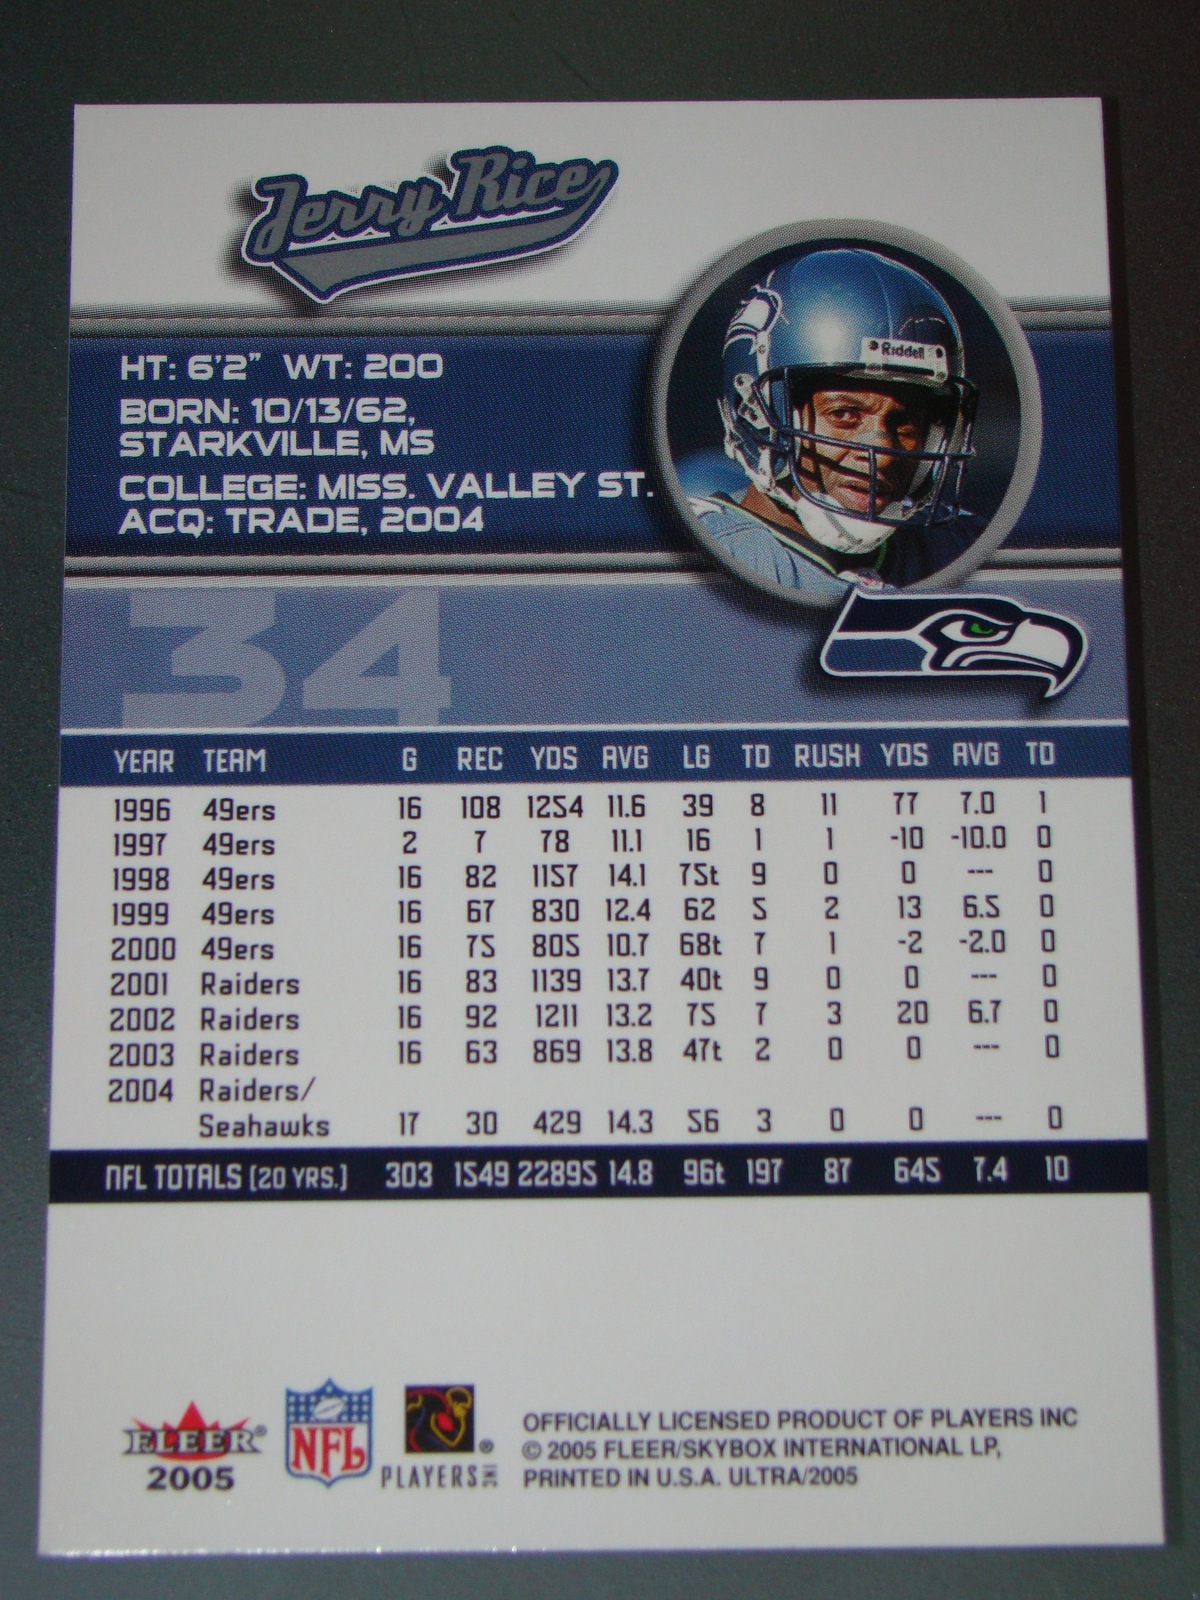 Jerry Rice
Riddell
HT: 6'2" WT: 200
BORN: 10/13/62,
STARKVILLE, MS
COLLEGE: MISS. VALLEY ST.
ACQ: TRADE, 2004
34
YEAR TEAM G REC YDS AVG LG TD RUSH YDS AVG TD
1996 49ers 16 108 1254 11.6 39 8 11 77 7.0 1
1997 49ers 2 7 78 11.1 16 1 1 -10 -10.0 0
1998 49ers 16 82 1157 14.1 75t 9 0 0 --- 0
1999 49ers 16 67 830 12.4 62 5 2 13 6.5 0
2000 49ers 16 75 805 10.7 68t 7 1 -2 -2.0 0
2001 Raiders 16 83 1139 13.7 40t 9 0 0 --- 0
2002 Raiders 16 92 1211 13.2 75 7 3 20 6.7 0
2003 Raiders 16 63 869 13.8 47t 2 0 0 --- 0
2004 Raiders/
Seahawks 17 30 429 14.3 56 3 0 0 --- 0
NFL TOTALS (20 YRS.) 303 1549 22895 14.8 96t 197 87 645 7.4 10
FLEER®
2005
NFL
PLAYERS INC ®
OFFICIALLY LICENSED PRODUCT OF PLAYERS INC
© 2005 FLEER/SKYBOX INTERNATIONAL LP,
PRINTED IN U.S.A. ULTRA/2005